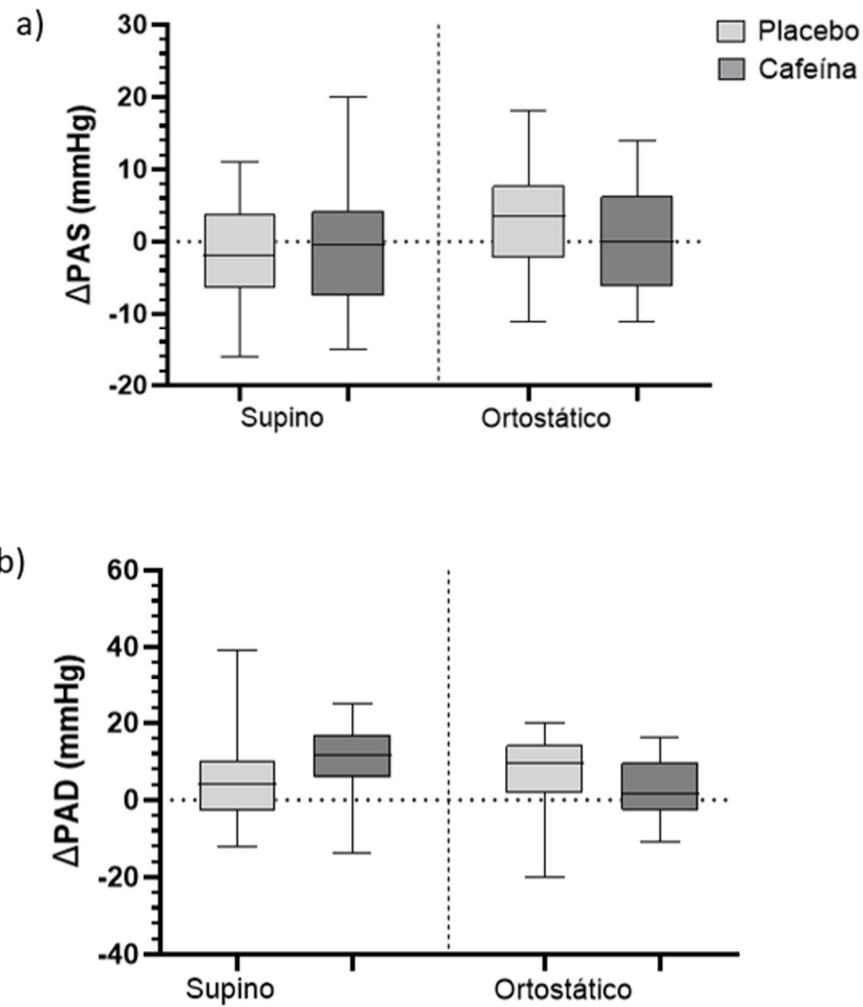 a)
Placebo
Cafeína
ΔPAS (mmHg)
30
20
10
0
-10
-20
Supino
Ortostático
b)
ΔPAD (mmHg)
60
40
20
0
-20
-40
Supino
Ortostático